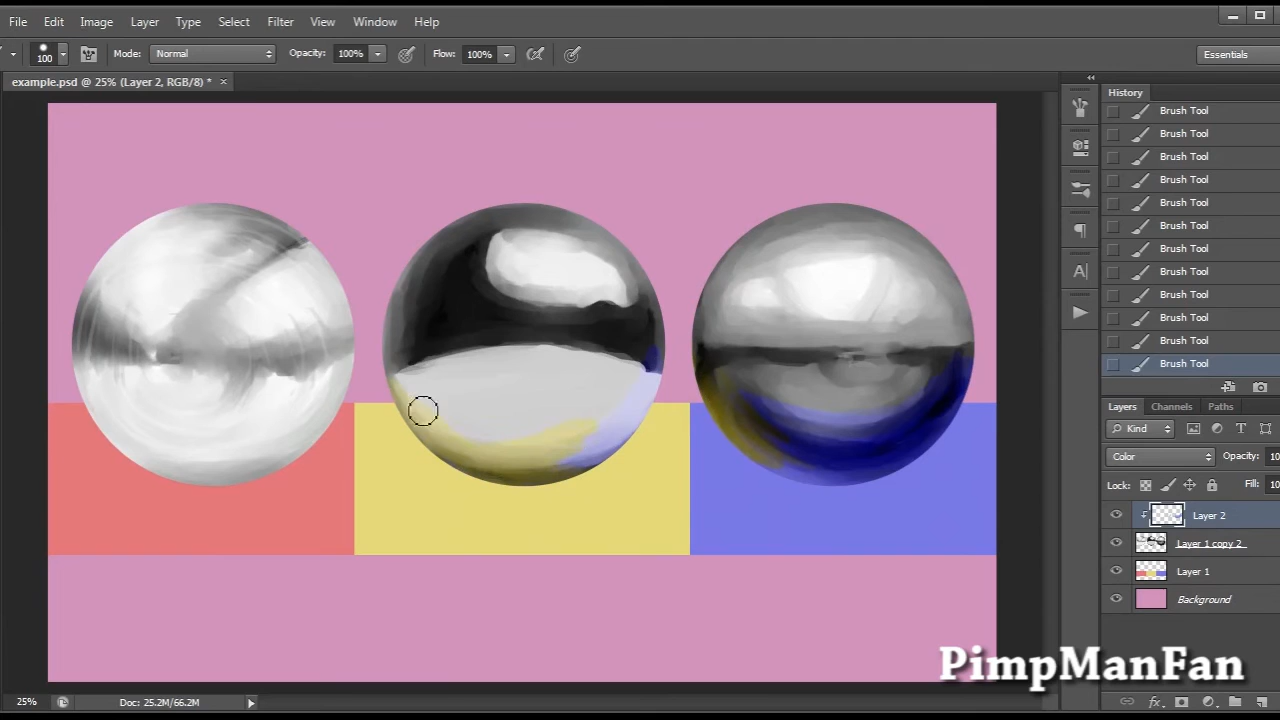 File Edit Image Layer Type Select Filter View Window Help
100 Mode: Normal Opacity: 100% Flow: 100% Essentials
example.psd @ 25% (Layer 2, RGB/8) * ×
History
Brush Tool
Brush Tool
Brush Tool
Brush Tool
Brush Tool
Brush Tool
Brush Tool
Brush Tool
Brush Tool
Brush Tool
Brush Tool
Brush Tool
Layers Channels Paths
Kind T
Color Opacity: 10
Lock: Fill: 10
Layer 2
Layer 1 copy 2
Layer 1
Background
PimpManFan
25% Doc: 25.2M/66.2M
fx